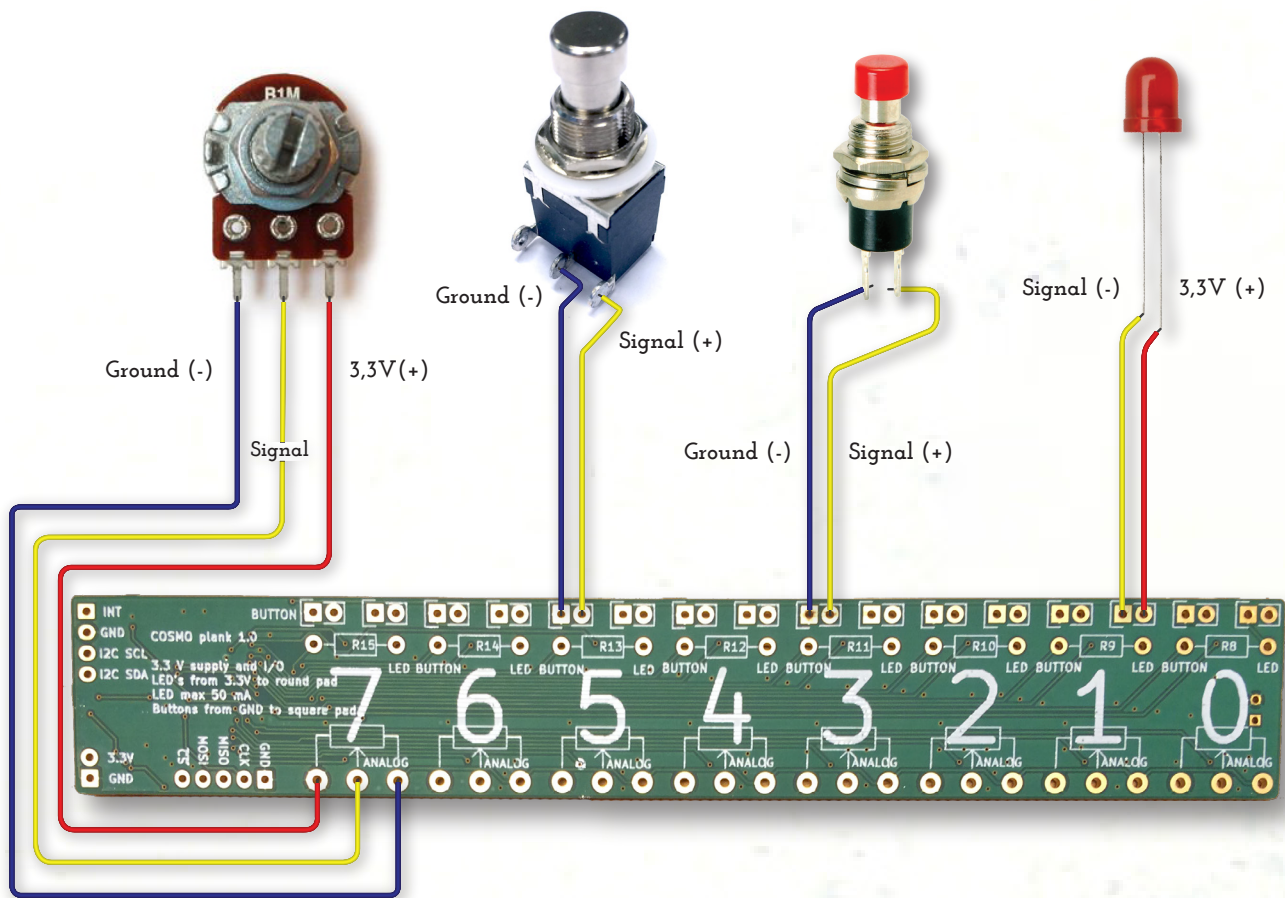 B1M
Ground (-)
Signal (+)
Signal (-)
3,3V (+)
Ground (-)
3,3V(+)
Signal
Ground (-)
Signal (+)
INT
GND
I2C SCL
I2C SDA
COSMO plank 1.0
3.3 V supply and I/O
LED's from 3.3V to round pad
LED max 50 mA
Buttons from GND to square pads
3.3V
GND
CS
MOSI
MISO
CLK
GND
BUTTON
R15
LED
BUTTON
R14
LED
BUTTON
R13
LED
BUTTON
R12
LED
BUTTON
R11
LED
BUTTON
R10
LED
BUTTON
R9
LED
BUTTON
R8
LED
7
6
5
4
3
2
1
0
ANALOG
ANALOG
ANALOG
ANALOG
ANALOG
ANALOG
ANALOG
ANALOG